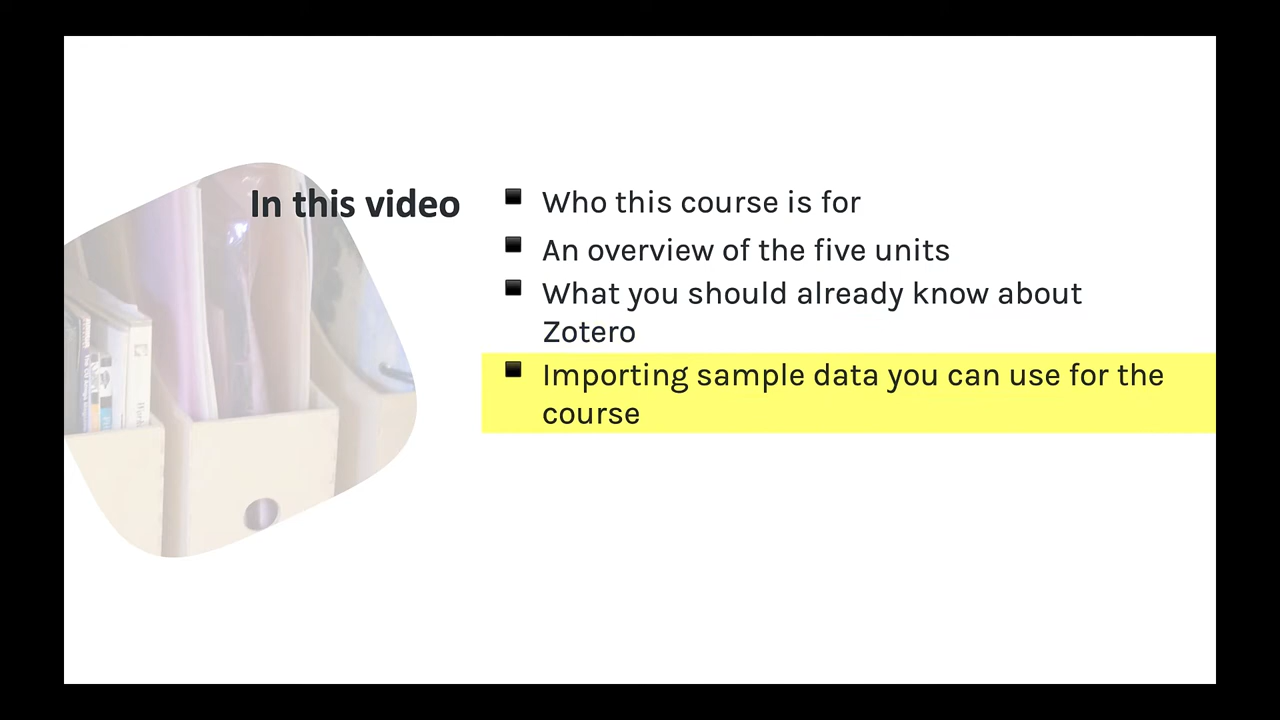 In this video
Who this course is for
An overview of the five units
What you should already know about
Zotero
Importing sample data you can use for the
course